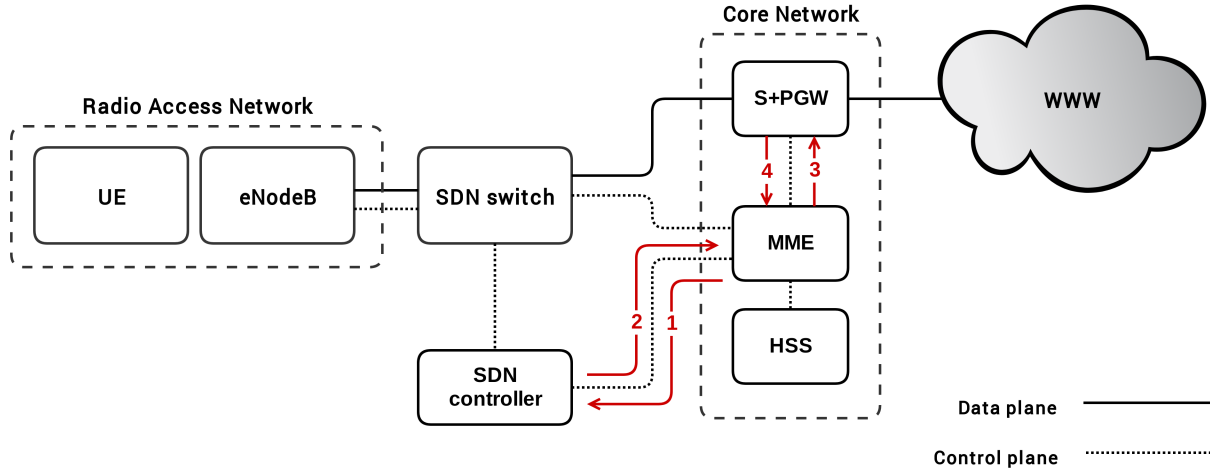 Core Network
Radio Access Network
S+PGW
WWW
4
3
UE
eNodeB
SDN switch
MME
2
1
HSS
SDN
controller
Data plane
Control plane